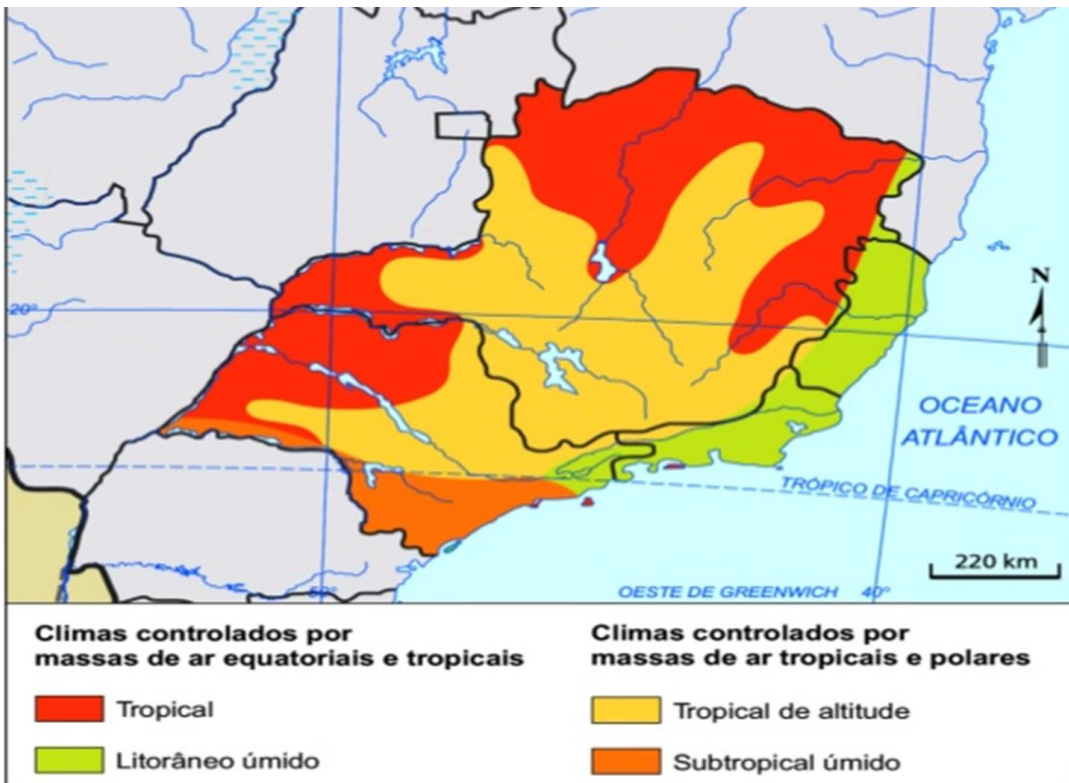 N
20°
OCEANO
ATLÂNTICO
TRÓPICO DE CAPRICÓRNIO
220 km
50°
OESTE DE GREENWICH 40°
Climas controlados por
massas de ar equatoriais e tropicais
Tropical
Litorâneo úmido
Climas controlados por
massas de ar tropicais e polares
Tropical de altitude
Subtropical úmido